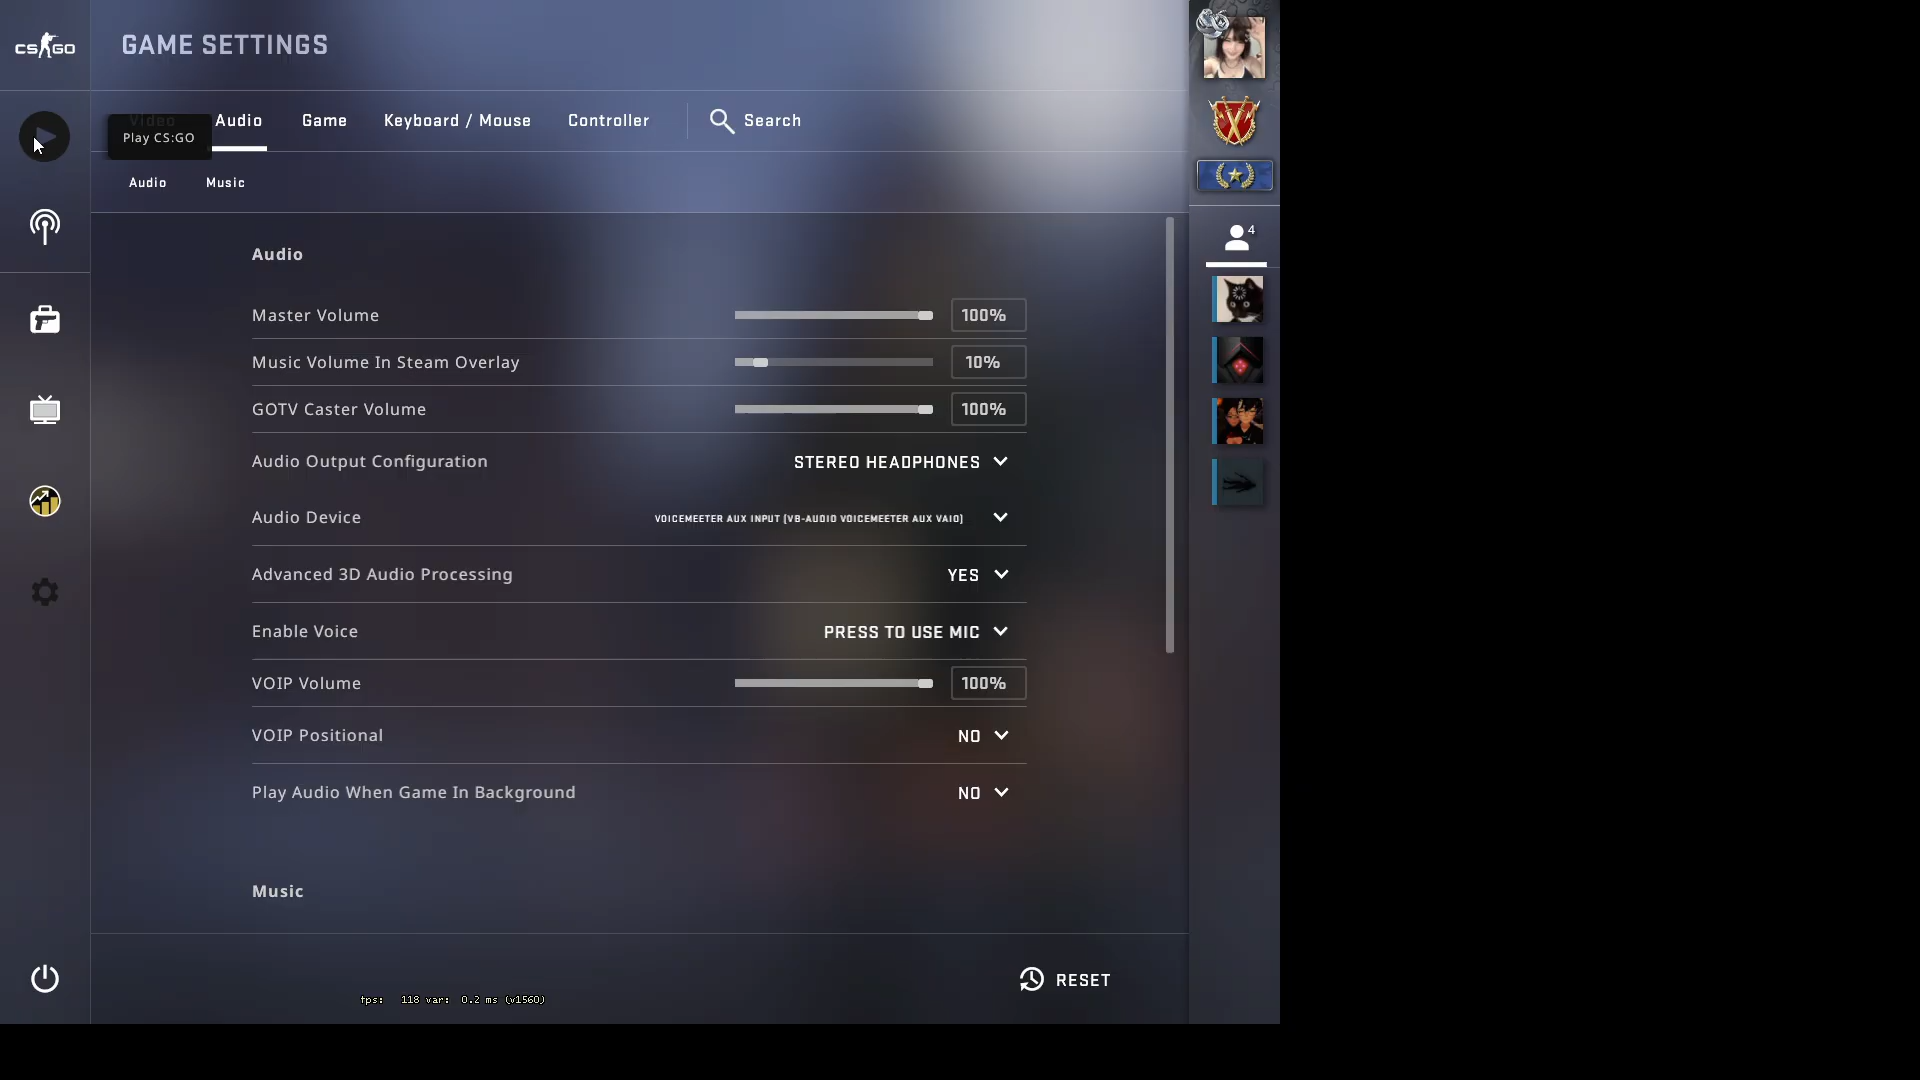 CS GO
GAME SETTINGS
Video
Audio
Game
Keyboard / Mouse
Controller
Search
Play CS:GO
Audio
Music
4
Audio
Master Volume
100%
Music Volume In Steam Overlay
10%
GOTV Caster Volume
100%
Audio Output Configuration
STEREO HEADPHONES
Audio Device
VOICEMEETER AUX INPUT (VB-AUDIO VOICEMEETER AUX VAIO)
Advanced 3D Audio Processing
YES
Enable Voice
PRESS TO USE MIC
VOIP Volume
100%
VOIP Positional
NO
Play Audio When Game In Background
NO
Music
RESET
fps: 118 var: 0.2 ms (v1560)